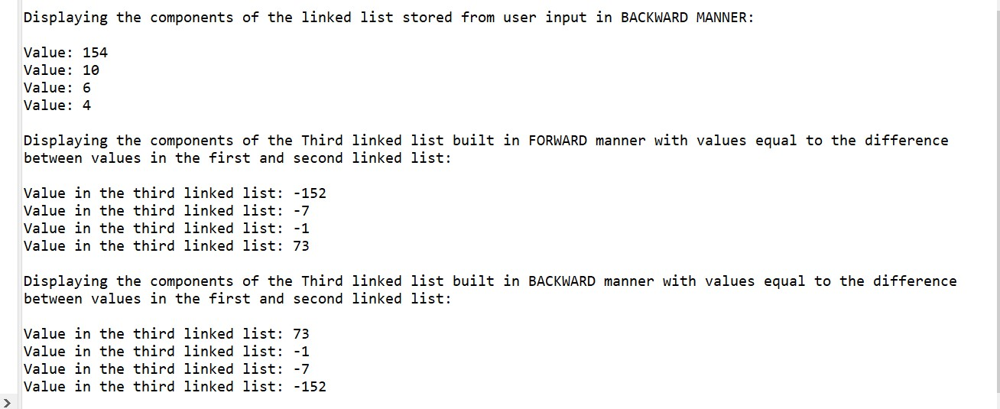 Displaying the components of the linked list stored from user input in BACKWARD MANNER:
Value: 154
Value: 10
Value: 6
Value: 4
Displaying the components of the Third linked list built in FORWARD manner with values equal to the difference
between values in the first and second linked list:
Value in the third linked list: -152
Value in the third linked list: -7
Value in the third linked list: -1
Value in the third linked list: 73
Displaying the components of the Third linked list built in BACKWARD manner with values equal to the difference
between values in the first and second linked list:
Value in the third linked list: 73
Value in the third linked list: -1
Value in the third linked list: -7
Value in the third linked list: -152